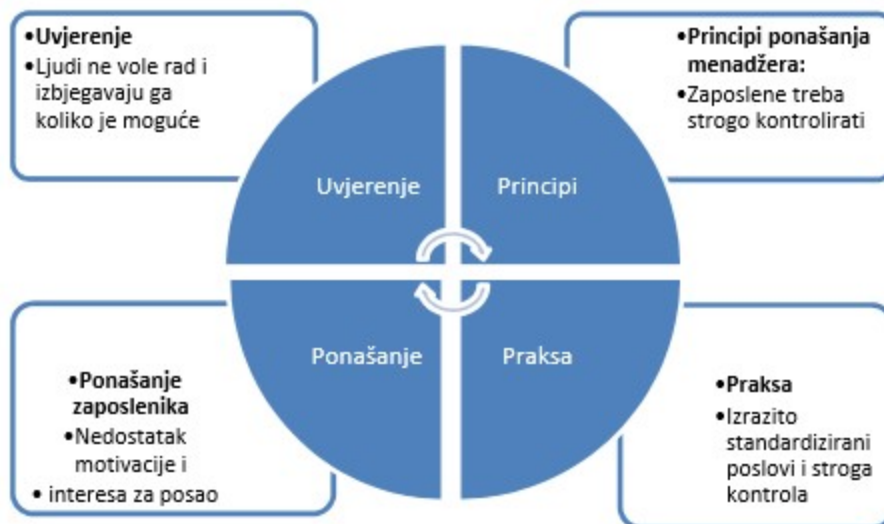 •Uvjerenje
•Ljudi ne vole rad i
izbjegavaju ga
koliko je moguće
•Principi ponašanja
menadžera:
•Zaposlene treba
strogo kontrolirati
Uvjerenje
Principi
Ponašanje
Praksa
•Ponašanje
zaposlenika
•Nedostatak
motivacije i
• interesa za posao
•Praksa
•Izrazito
standardizirani
poslovi i stroga
kontrola